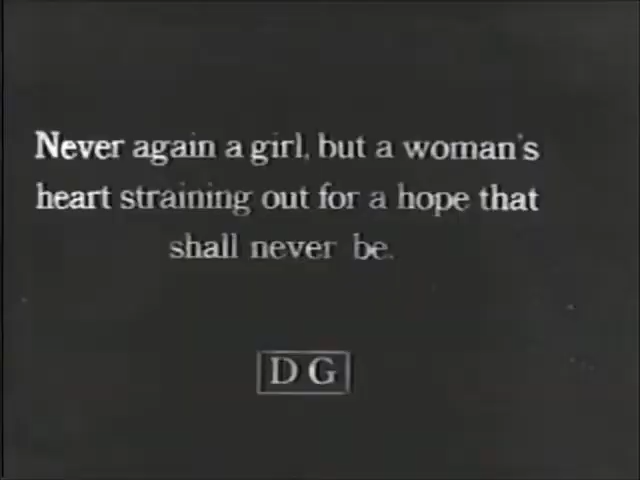 Never again a girl, but a woman's
heart straining out for a hope that
shall never be.
DG